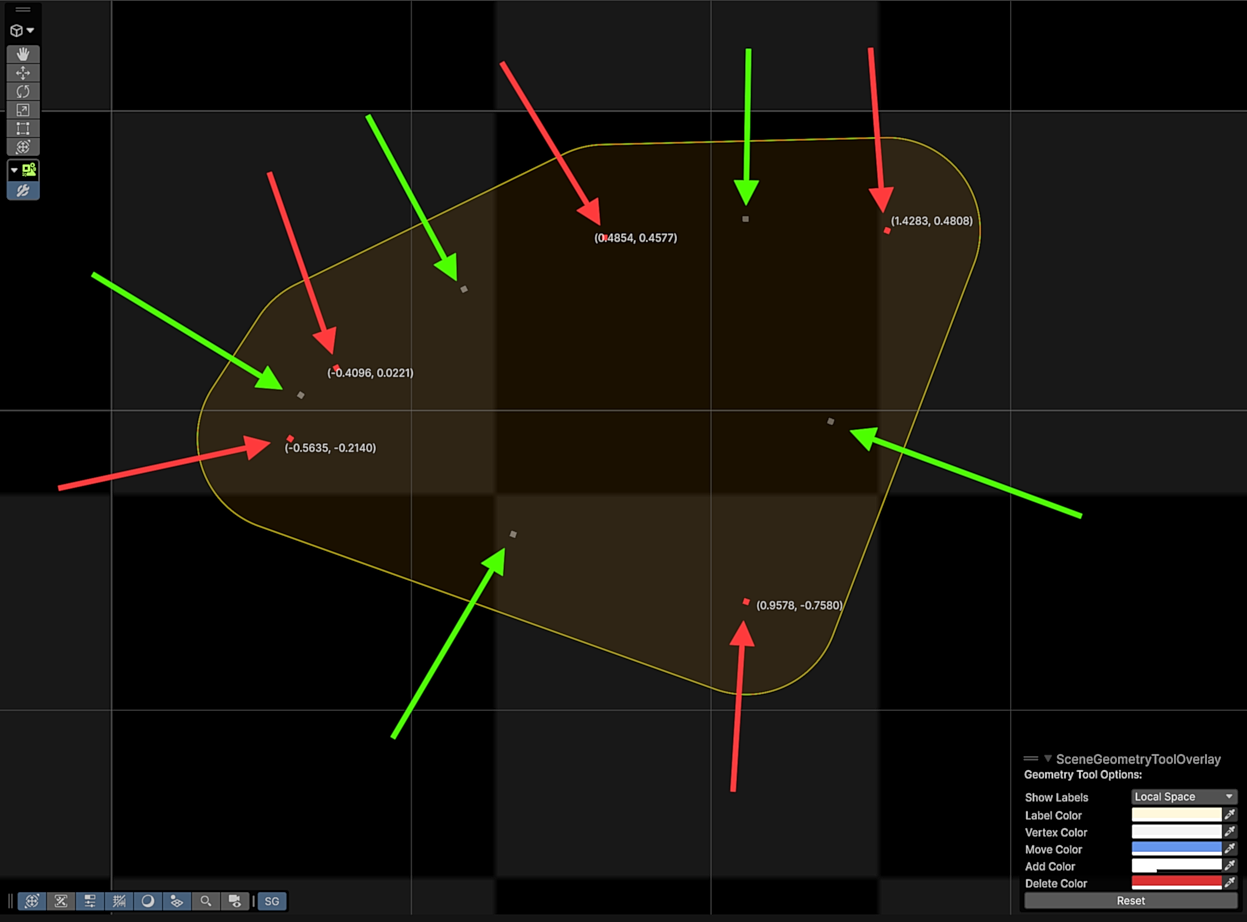 (1.4283, 0.4808)
(0.4854, 0.4577)
(-0.4096, 0.0221)
(-0.5635, -0.2140)
(0.9578, -0.7580)
SceneGeometryToolOverlay
Geometry Tool Options:
Show Labels Local Space
Label Color
Vertex Color
Move Color
Add Color
Delete Color
Reset
SG